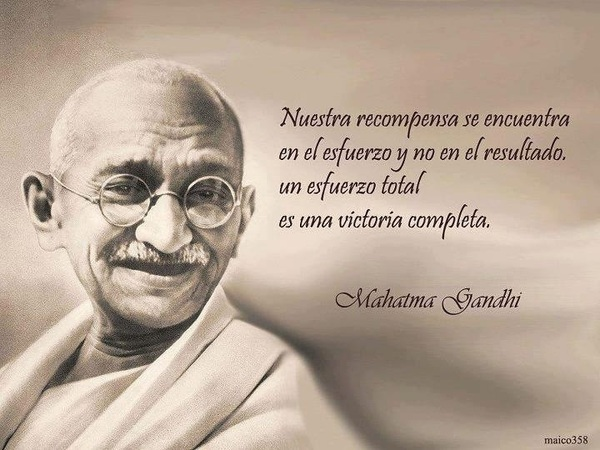 Nuestra recompensa se encuentra
en el esfuerzo y no en el resultado.
un esfuerzo total
es una victoria completa.
Mahatma Gandhi
maico358